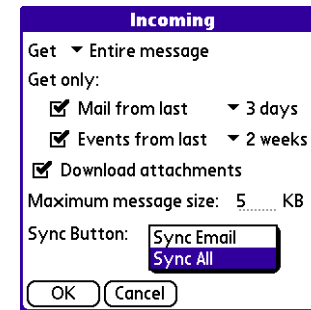 Incoming
Get Entire message
Get only:
Mail from last 3 days
Events from last 2 weeks
Download attachments
Maximum message size: 5 KB
Sync Button: Sync Email
Sync All
OK Cancel